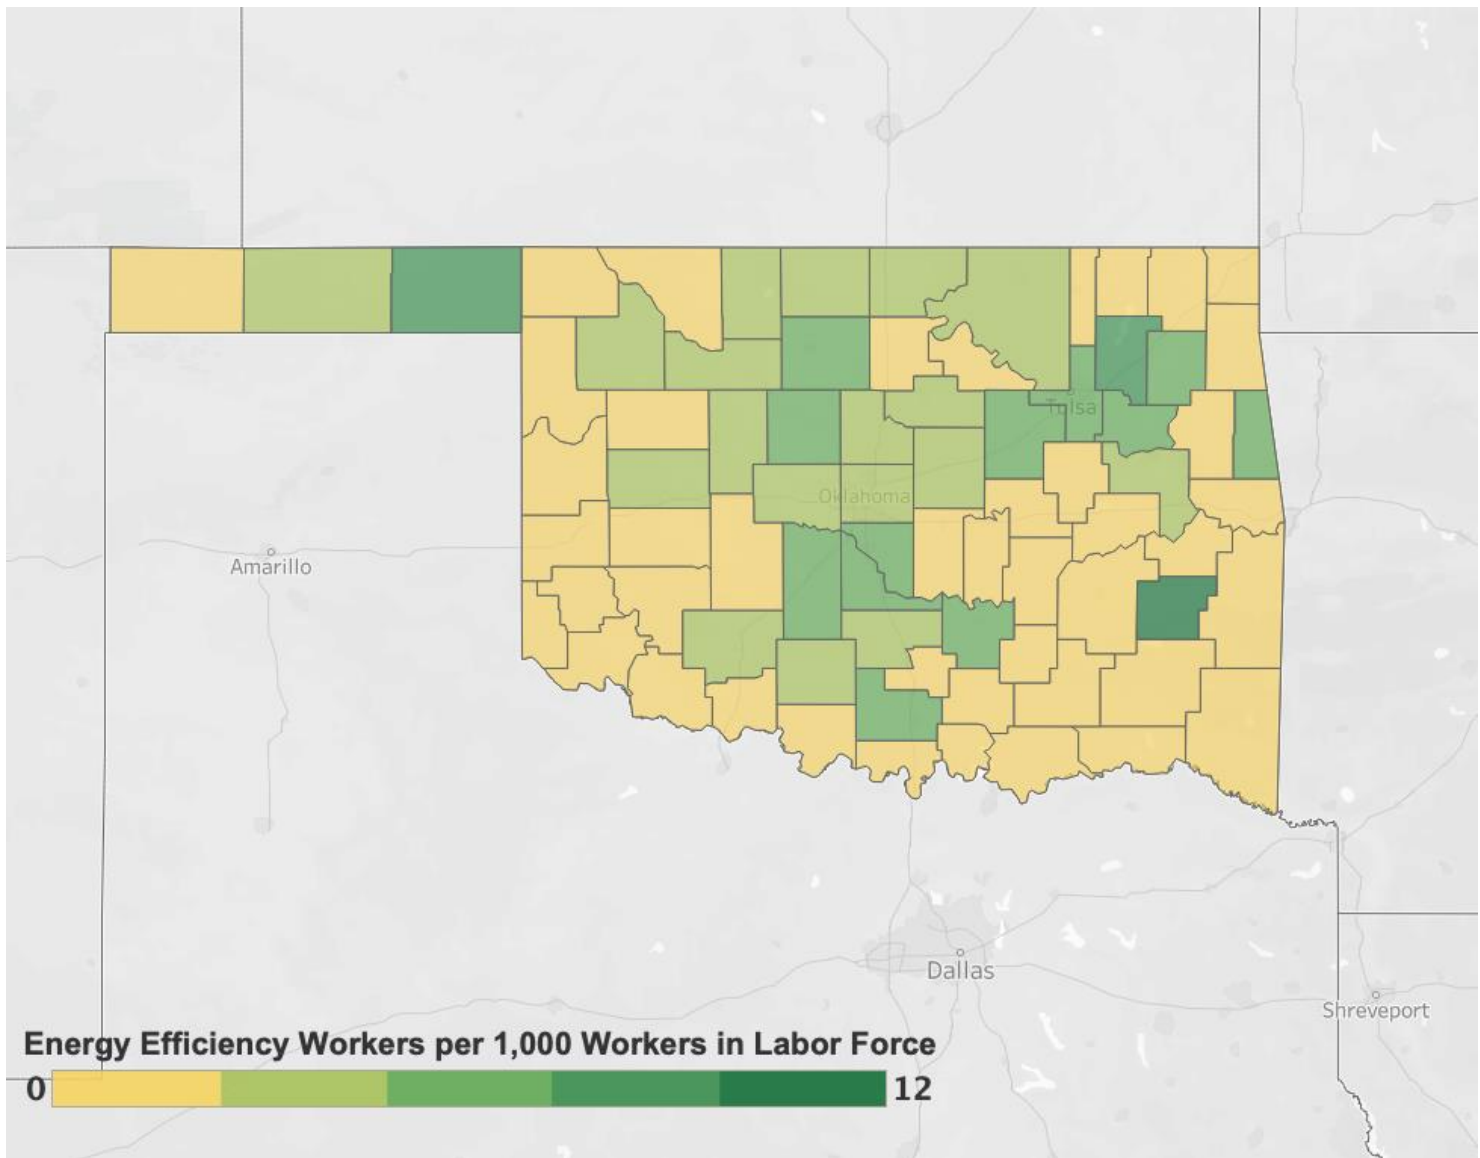 Tulsa
Oklahoma
Amarillo
Dallas
Shreveport
Energy Efficiency Workers per 1,000 Workers in Labor Force
0 12